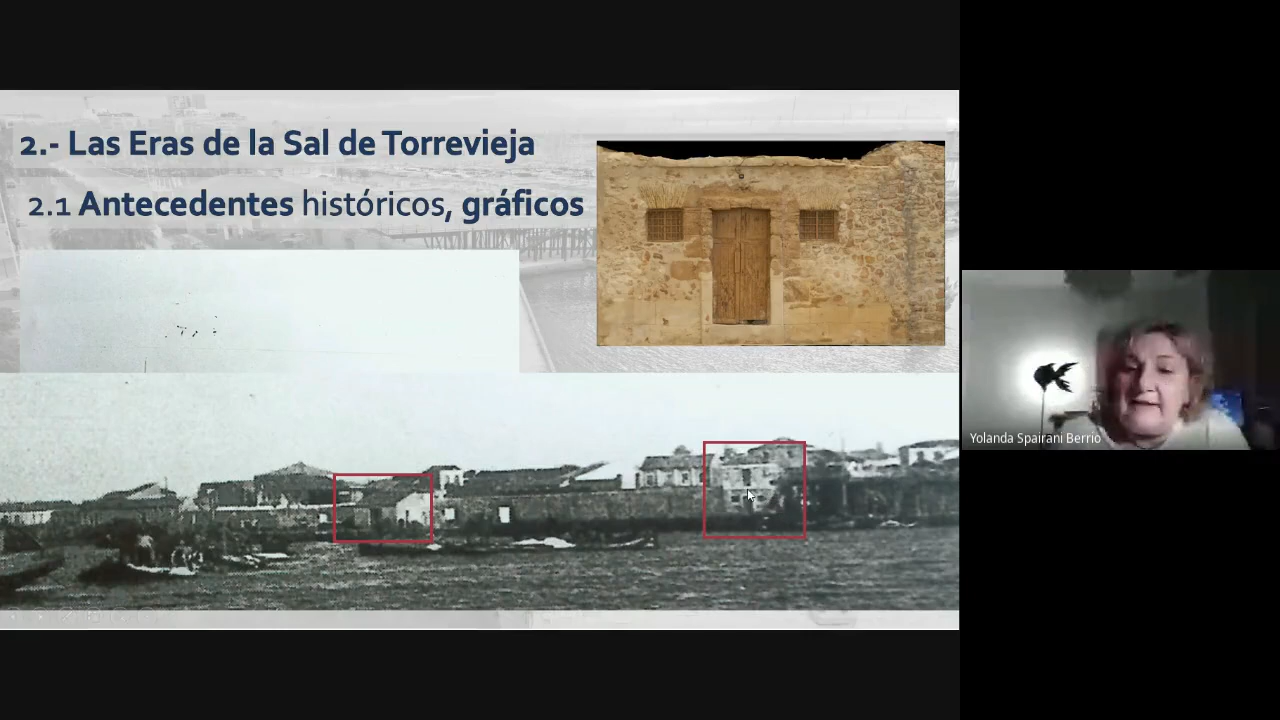 2.- Las Eras de la Sal de Torrevieja
2.1 Antecedentes históricos, gráficos
Yolanda Spairani Berrio